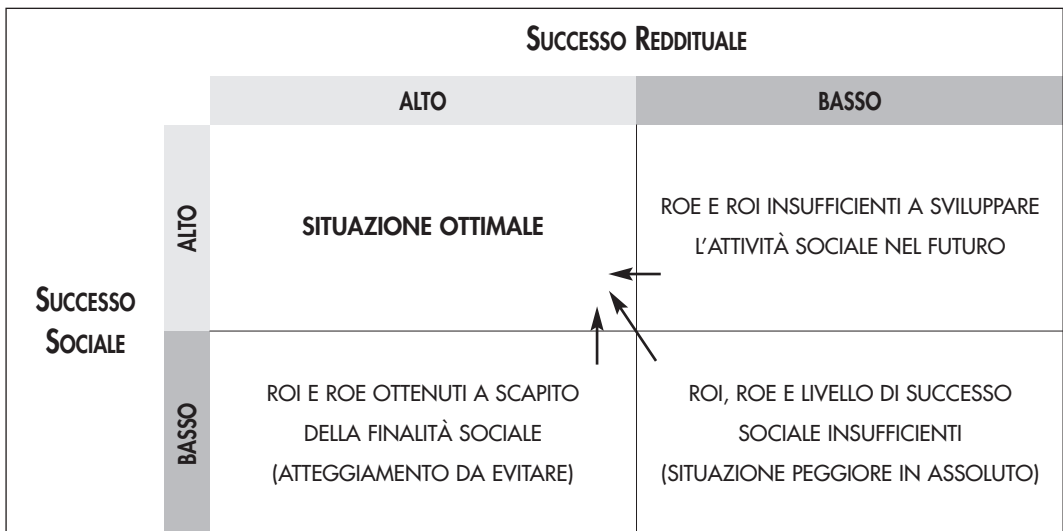 SUCCESSO REDDITUALE
ALTO
BASSO
SUCCESSO
SOCIALE
ALTO
SITUAZIONE OTTIMALE
ROE E ROI INSUFFICIENTI A SVILUPPARE
L'ATTIVITÀ SOCIALE NEL FUTURO
BASSO
ROI E ROE OTTENUTI A SCAPITO
DELLA FINALITÀ SOCIALE
(ATTEGGIAMENTO DA EVITARE)
ROI, ROE E LIVELLO DI SUCCESSO
SOCIALE INSUFFICIENTI
(SITUAZIONE PEGGIORE IN ASSOLUTO)